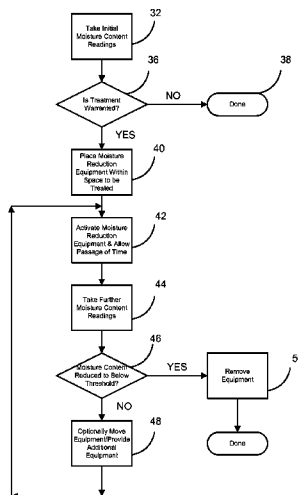 32
Take Initial
Moisture Content
Readings
36
38
Is Treatment
Warranted?
NO
Done
YES
40
Place Moisture
Reduction
Equipment Within
Space to be
Treated
42
Activate Moisture
Reduction
Equipment & Allow
Passage of Time
44
Take Further
Moisture Content
Readings
46
Moisture Content
Reduced to Below
Threshold?
YES
Remove
Equipment
5
NO
48
Optionally Move
Equipment/Provide
Additional
Equipment
Done